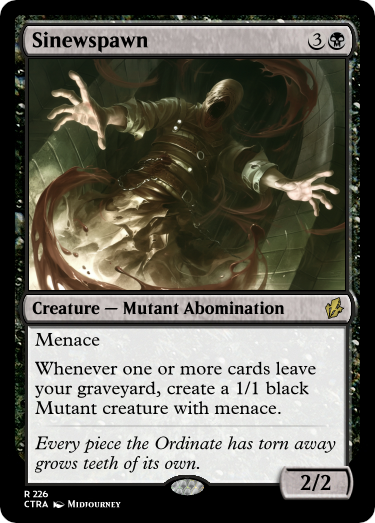 Sinewspawn 3
Creature — Mutant Abomination
Menace
Whenever one or more cards leave
your graveyard, create a 1/1 black
Mutant creature with menace.
Every piece the Ordinate has torn away
grows teeth of its own.
2/2
R 226
CTRA Midjourney